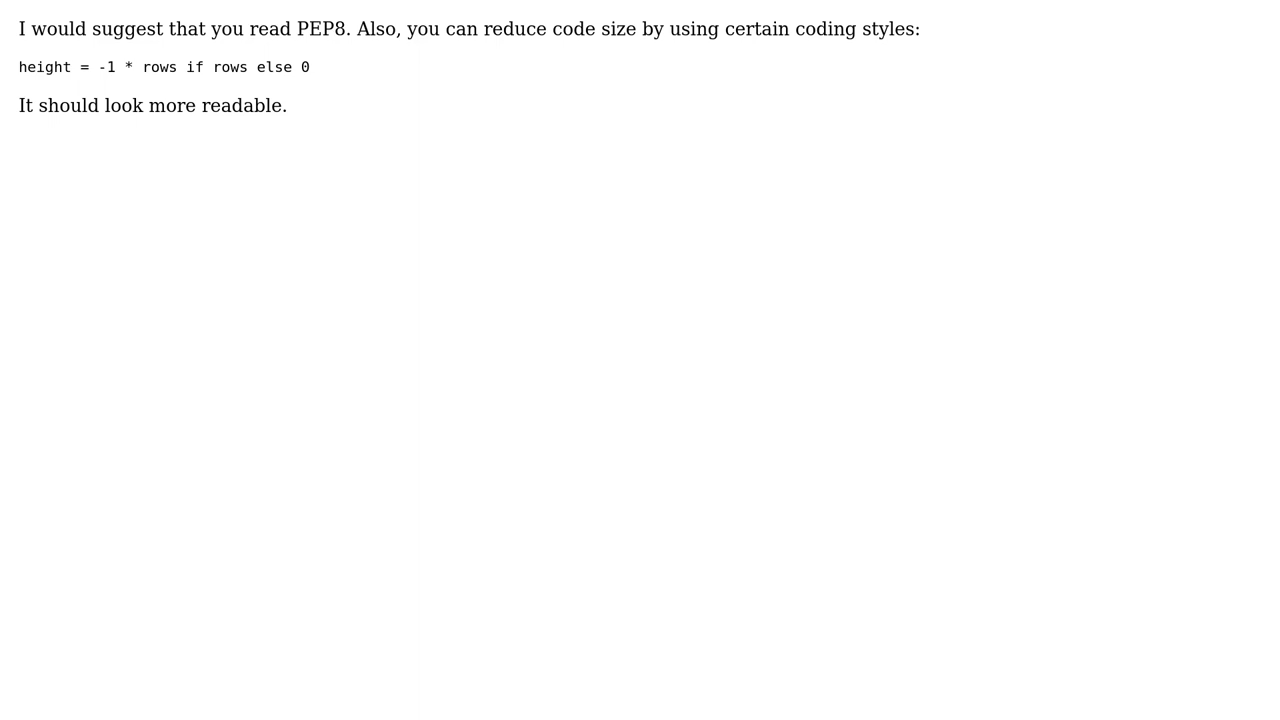 I would suggest that you read PEP8. Also, you can reduce code size by using certain coding styles:
height = -1 * rows if rows else 0
It should look more readable.